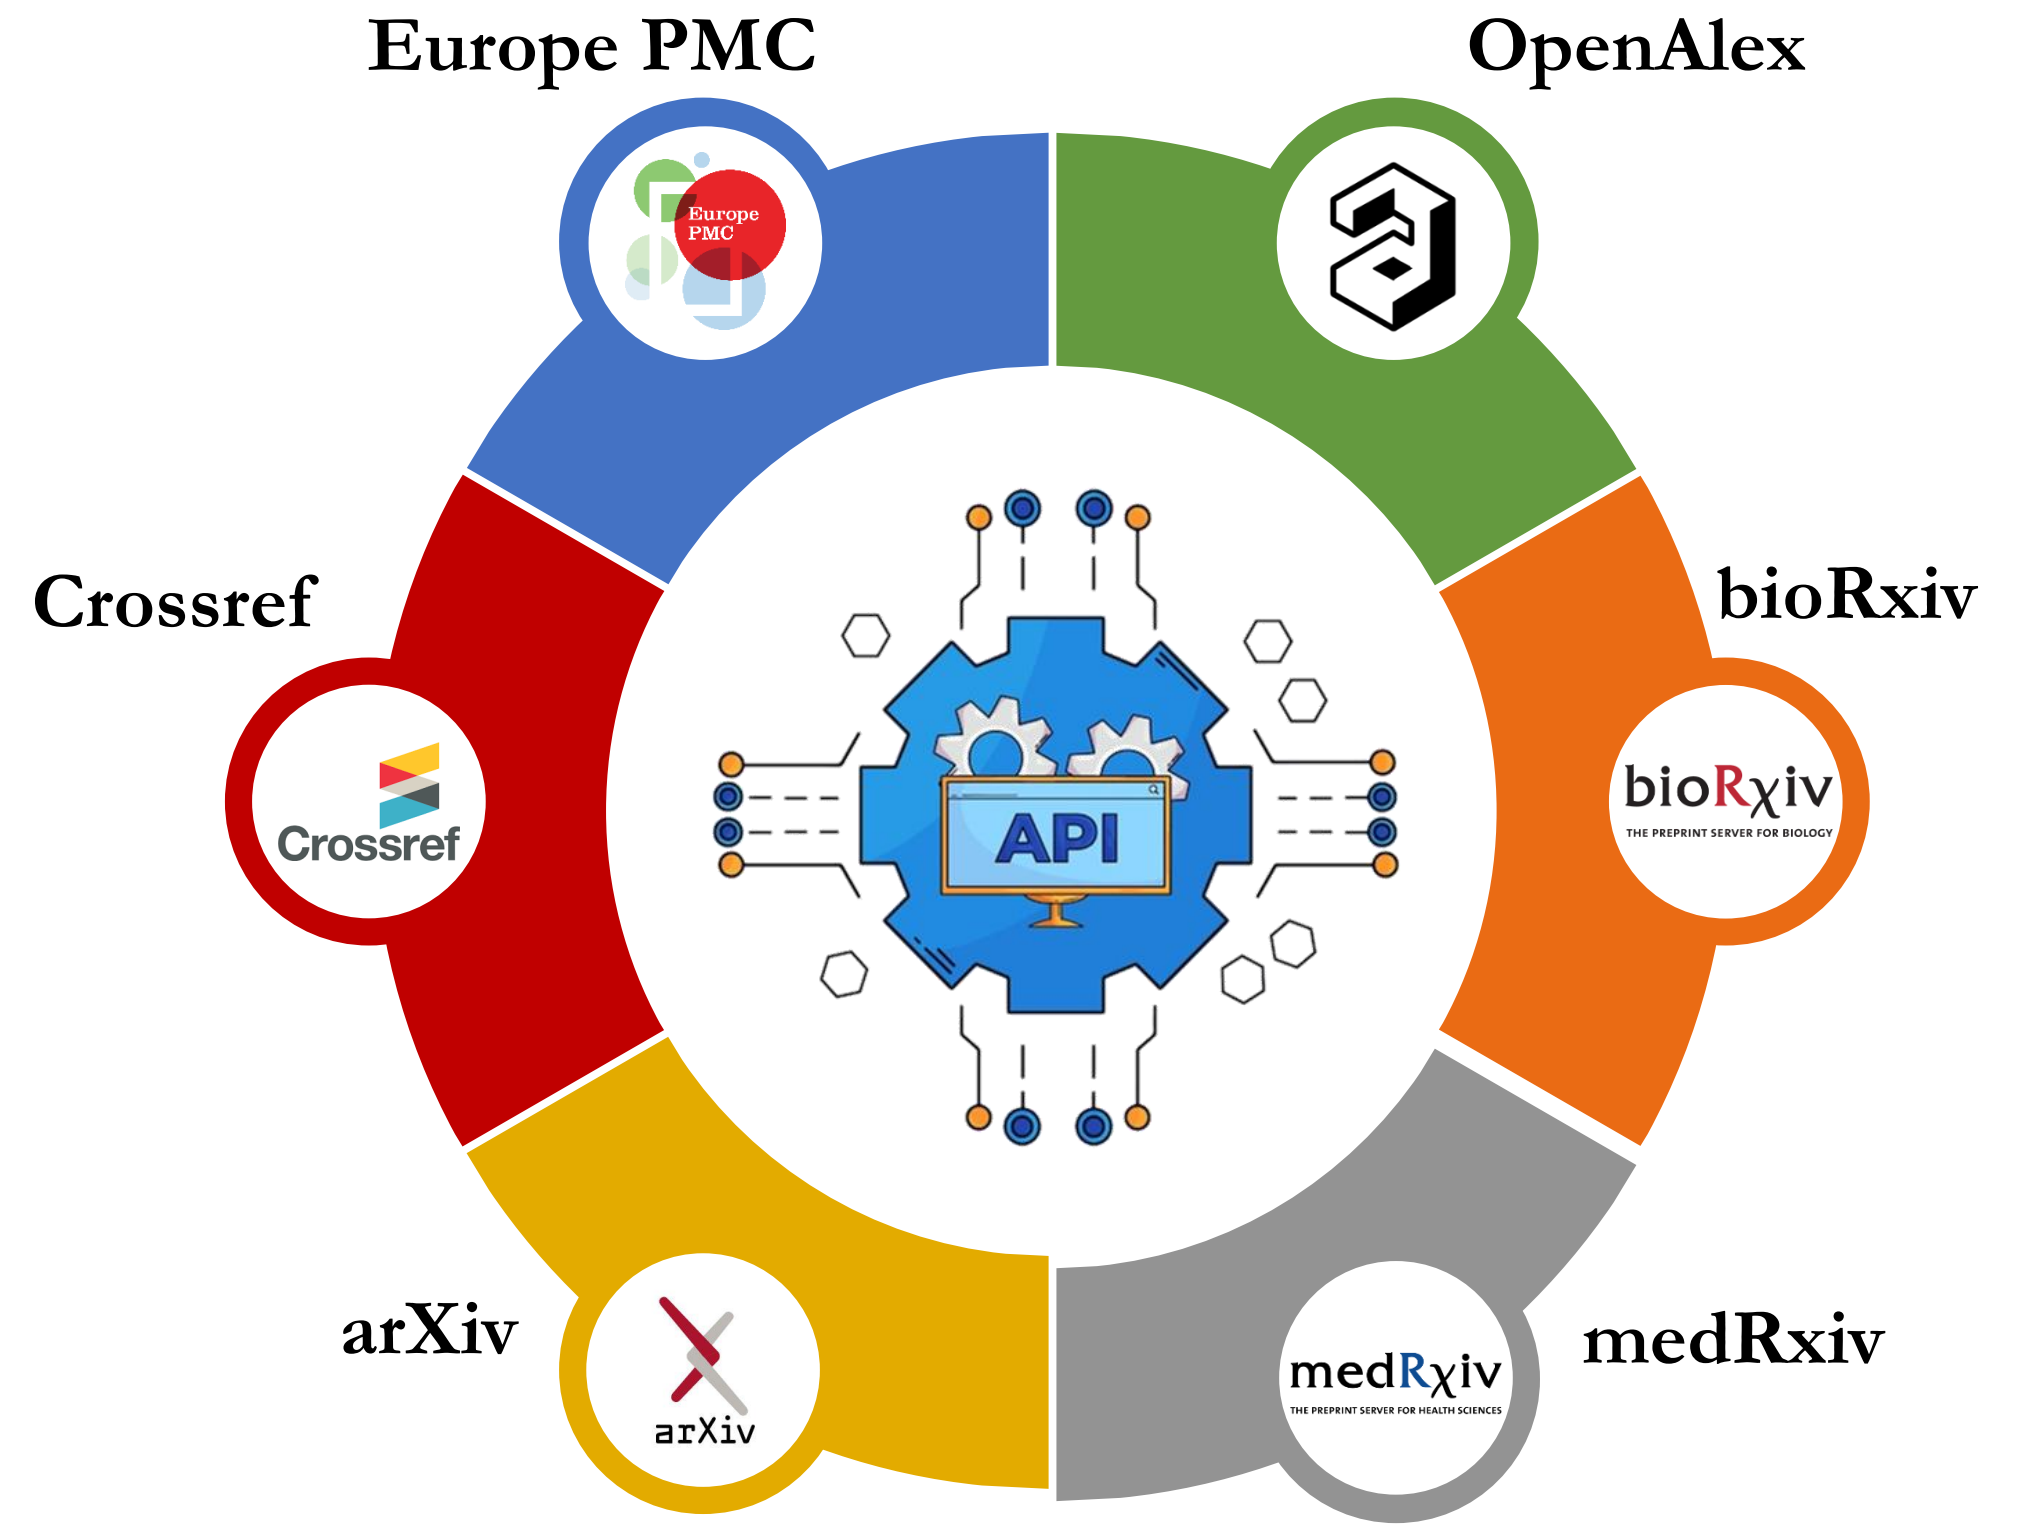 Europe PMC
OpenAlex
Europe
PMC
Crossref
bioRxiv
Crossref
API
bioRχiv
THE PREPRINT SERVER FOR BIOLOGY
arXiv
medRxiv
arXiv
medRχiv
THE PREPRINT SERVER FOR HEALTH SCIENCES